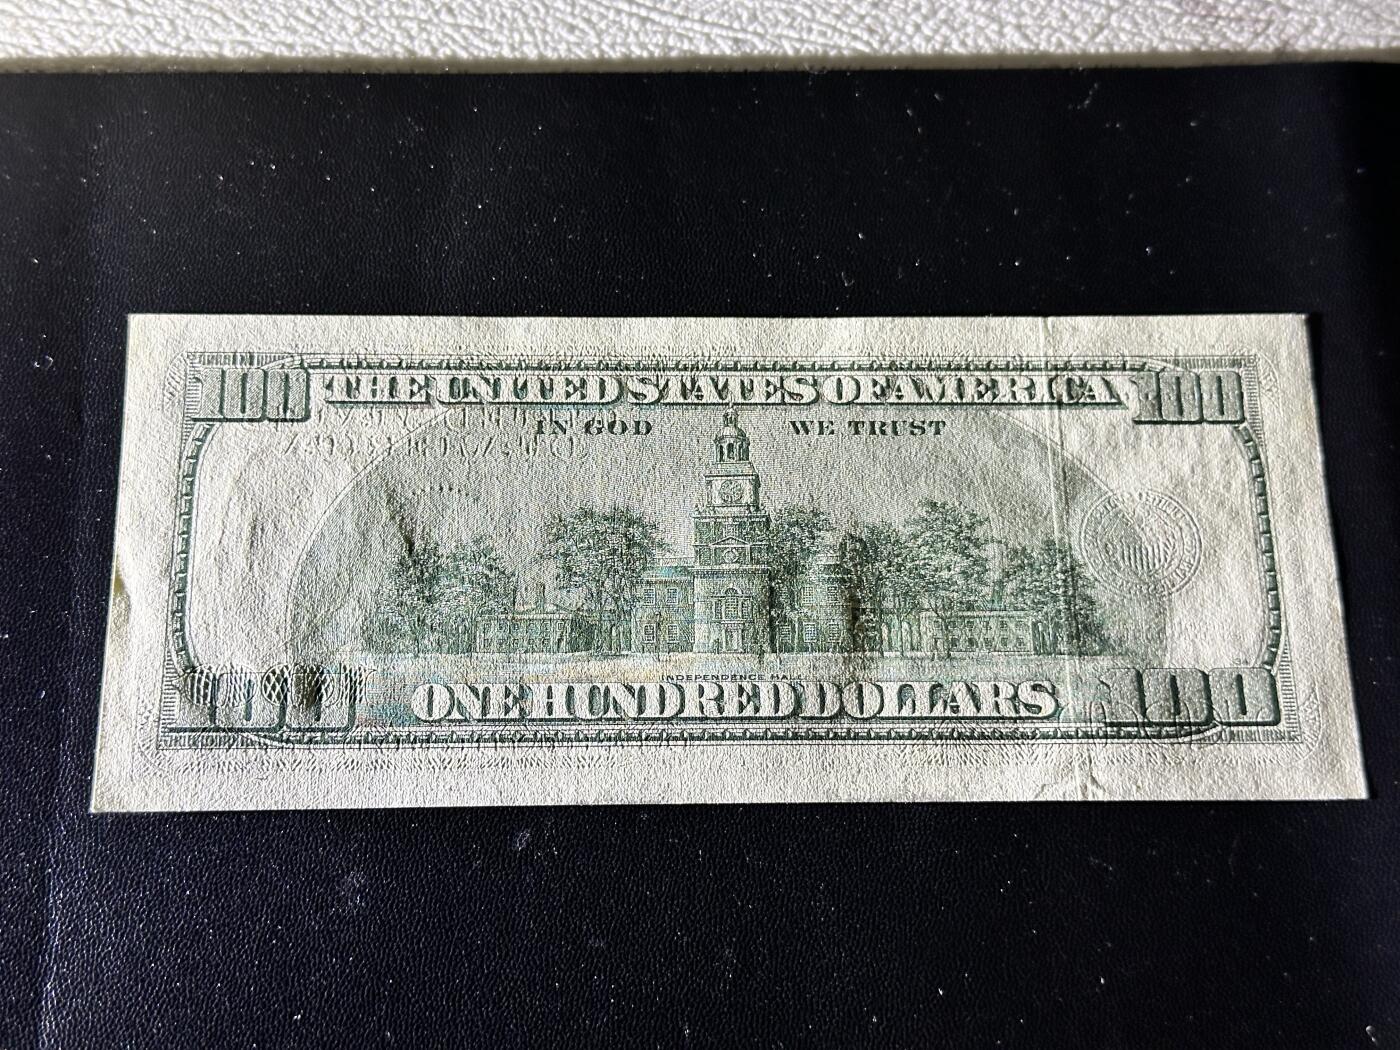 100 THE UNITED STATES OF AMERICA 100
IN GOD WE TRUST
INDEPENDENCE HALL
100 ONE HUNDRED DOLLARS 100